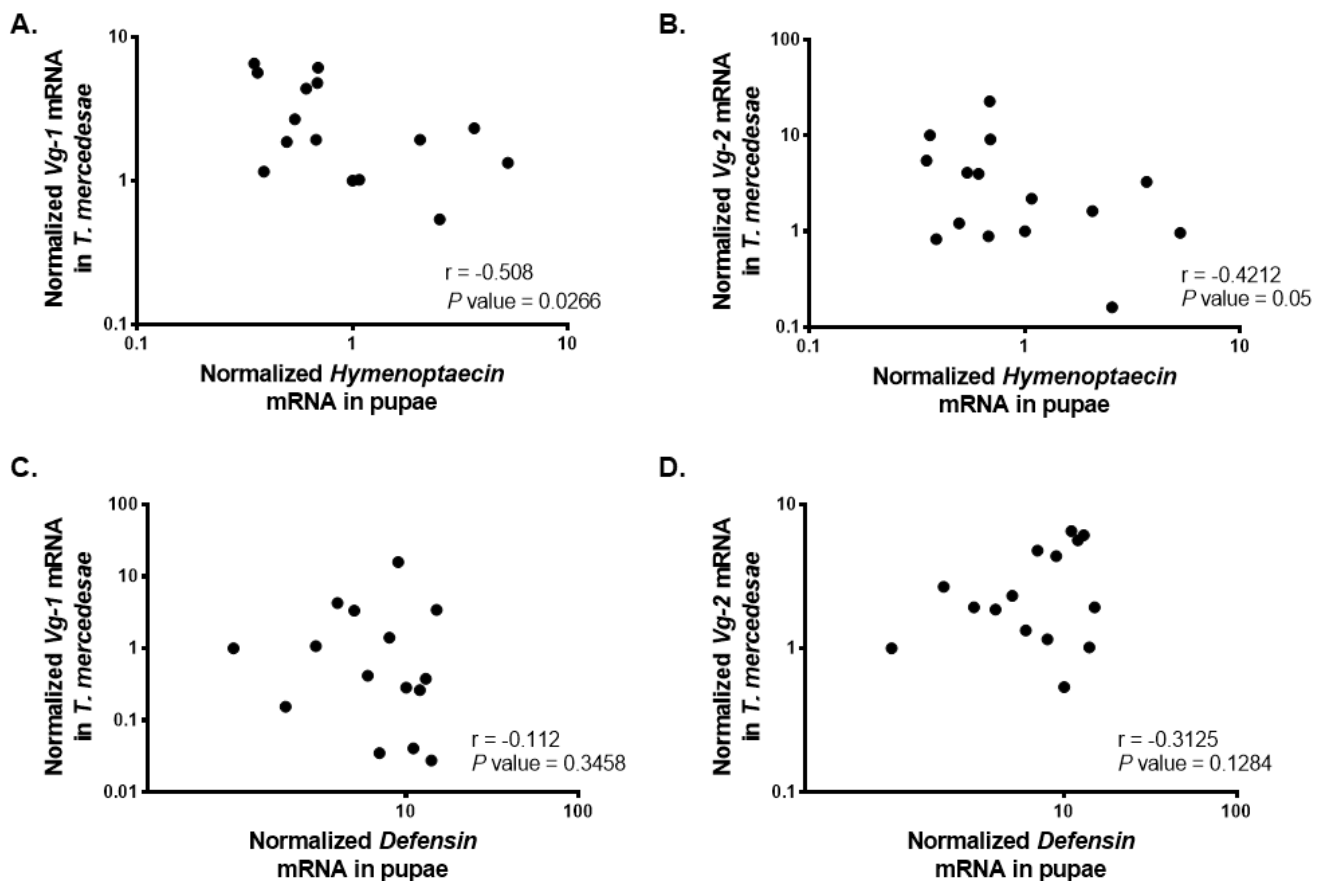 A.
Normalized Vg-1 mRNA
in T. mercedesae
10
1
0.1
0.1
1
10
r = -0.508
P value = 0.0266
Normalized Hymenoptaecin
mRNA in pupae
B.
Normalized Vg-2 mRNA
in T. mercedesae
100
10
1
0.1
0.1
1
10
r = -0.4212
P value = 0.05
Normalized Hymenoptaecin
mRNA in pupae
C.
Normalized Vg-1 mRNA
in T. mercedesae
100
10
1
0.1
0.01
10
100
r = -0.112
P value = 0.3458
Normalized Defensin
mRNA in pupae
D.
Normalized Vg-2 mRNA
in T. mercedesae
10
1
0.1
10
100
r = -0.3125
P value = 0.1284
Normalized Defensin
mRNA in pupae